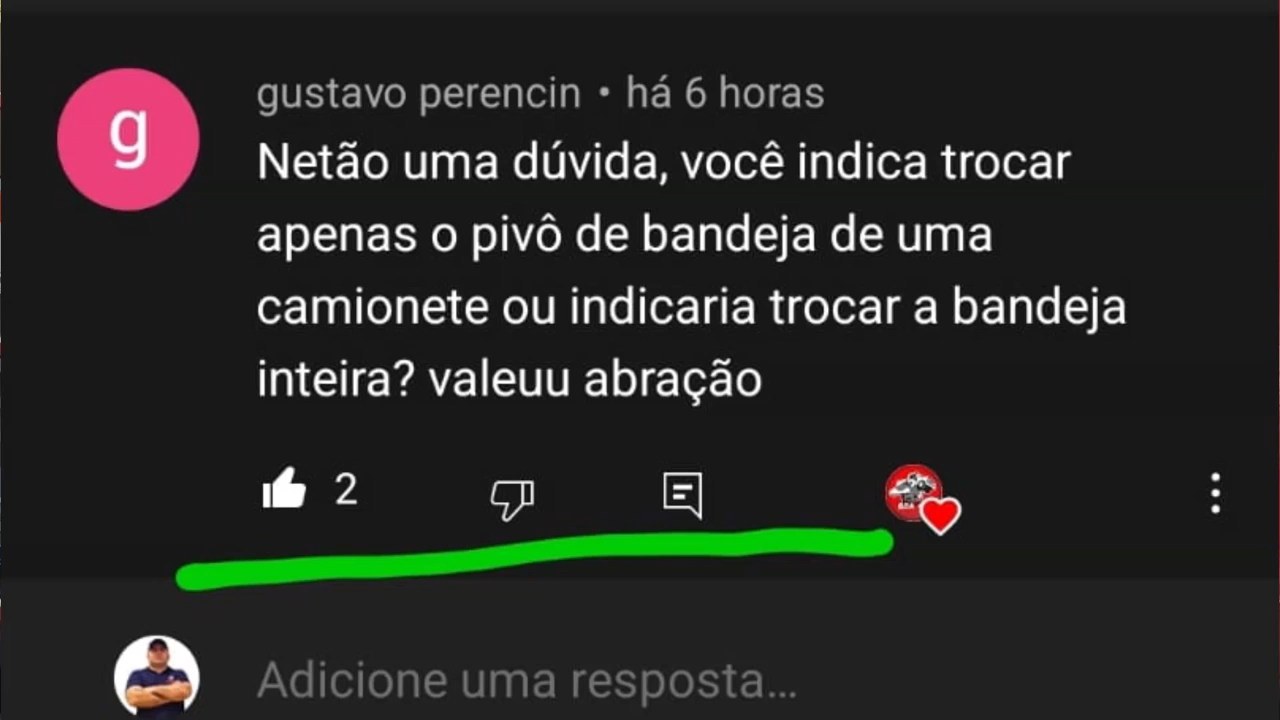 g
gustavo perencin • há 6 horas
Netão uma dúvida, você indica trocar
apenas o pivô de bandeja de uma
camionete ou indicaria trocar a bandeja
inteira? valeuu abração
2
Adicione uma resposta...